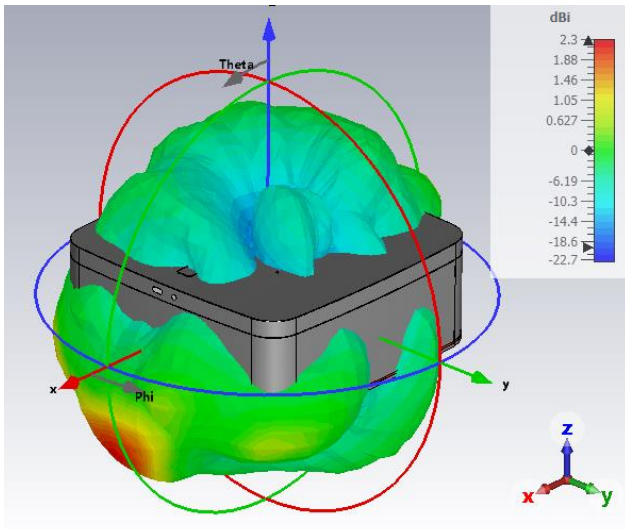 dBi
2.3
1.88
1.46
1.05
0.627
0
-6.19
-10.3
-14.4
-18.6
-22.7
Theta
x
Phi
y
z
x
y